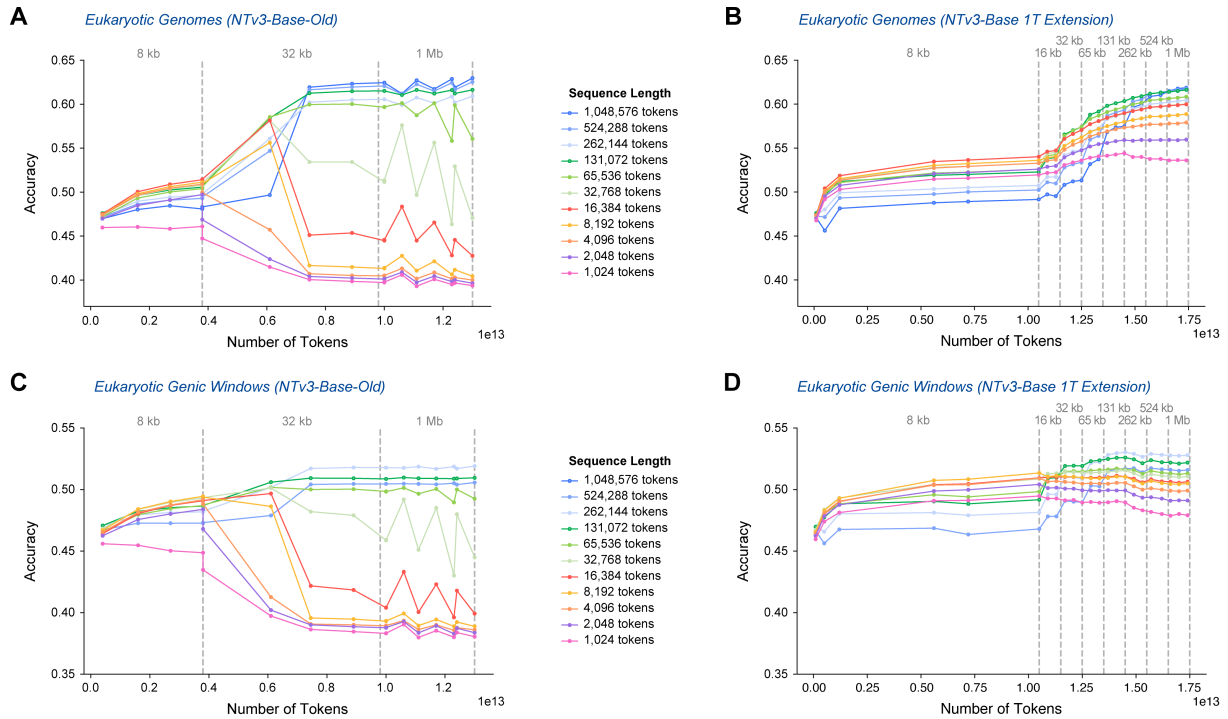 A
Eukaryotic Genomes (NTv3-Base-Old)
8 kb
32 kb
1 Mb
0.65
0.60
0.55
0.50
0.45
0.40
Accuracy
0.0
0.2
0.4
0.6
0.8
1.0
1.2
1e13
Number of Tokens
Sequence Length
1,048,576 tokens
524,288 tokens
262,144 tokens
131,072 tokens
65,536 tokens
32,768 tokens
16,384 tokens
8,192 tokens
4,096 tokens
2,048 tokens
1,024 tokens
B
Eukaryotic Genomes (NTv3-Base 1T Extension)
8 kb
16 kb
32 kb
65 kb
131 kb
262 kb
524 kb
1 Mb
0.65
0.60
0.55
0.50
0.45
0.40
Accuracy
0.00
0.25
0.50
0.75
1.00
1.25
1.50
1.75
1e13
Number of Tokens
C
Eukaryotic Genic Windows (NTv3-Base-Old)
8 kb
32 kb
1 Mb
0.55
0.50
0.45
0.40
0.35
Accuracy
0.0
0.2
0.4
0.6
0.8
1.0
1.2
1e13
Number of Tokens
Sequence Length
1,048,576 tokens
524,288 tokens
262,144 tokens
131,072 tokens
65,536 tokens
32,768 tokens
16,384 tokens
8,192 tokens
4,096 tokens
2,048 tokens
1,024 tokens
D
Eukaryotic Genic Windows (NTv3-Base 1T Extension)
8 kb
16 kb
32 kb
65 kb
131 kb
262 kb
524 kb
1 Mb
0.55
0.50
0.45
0.40
0.35
Accuracy
0.00
0.25
0.50
0.75
1.00
1.25
1.50
1.75
1e13
Number of Tokens